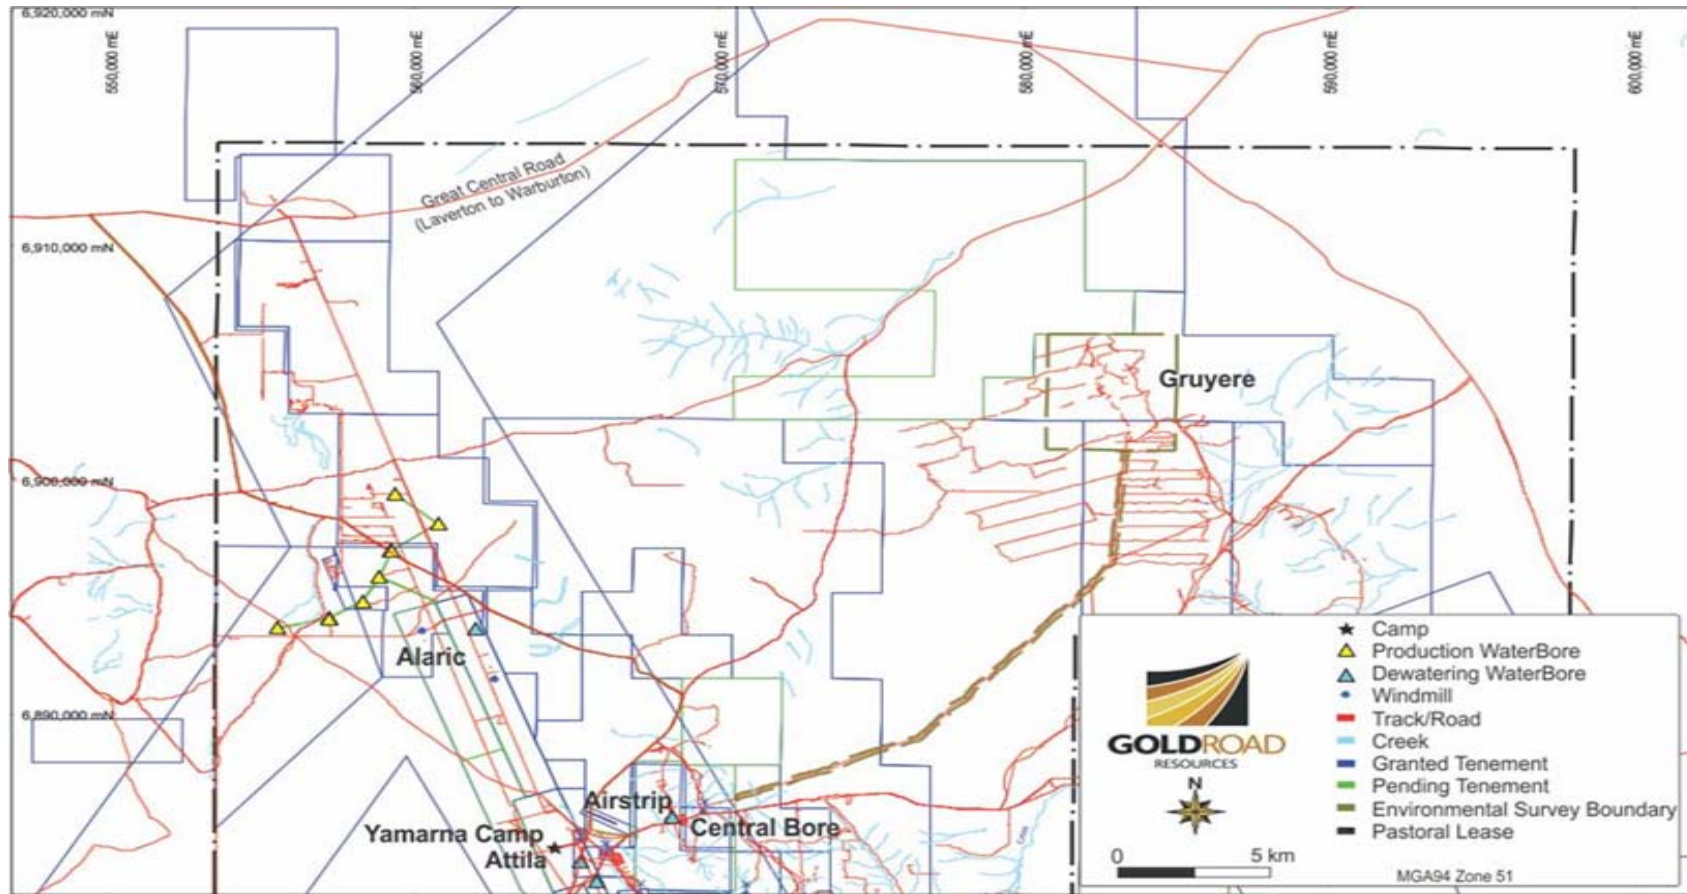 6,920,000 mN
550,000 mE
560,000 mE
570,000 mE
580,000 mE
590,000 mE
600,000 mE
Great Central Road
(Laverton to Warburton)
6,910,000 mN
Gruyere
6,900,000 mN
Alaric
6,890,000 mN
Airstrip
Yamarna Camp
Central Bore
Attila
GOLDROAD
RESOURCES
N
0 5 km
Camp
Production WaterBore
Dewatering WaterBore
Windmill
Track/Road
Creek
Granted Tenement
Pending Tenement
Environmental Survey Boundary
Pastoral Lease
MGA94 Zone 51